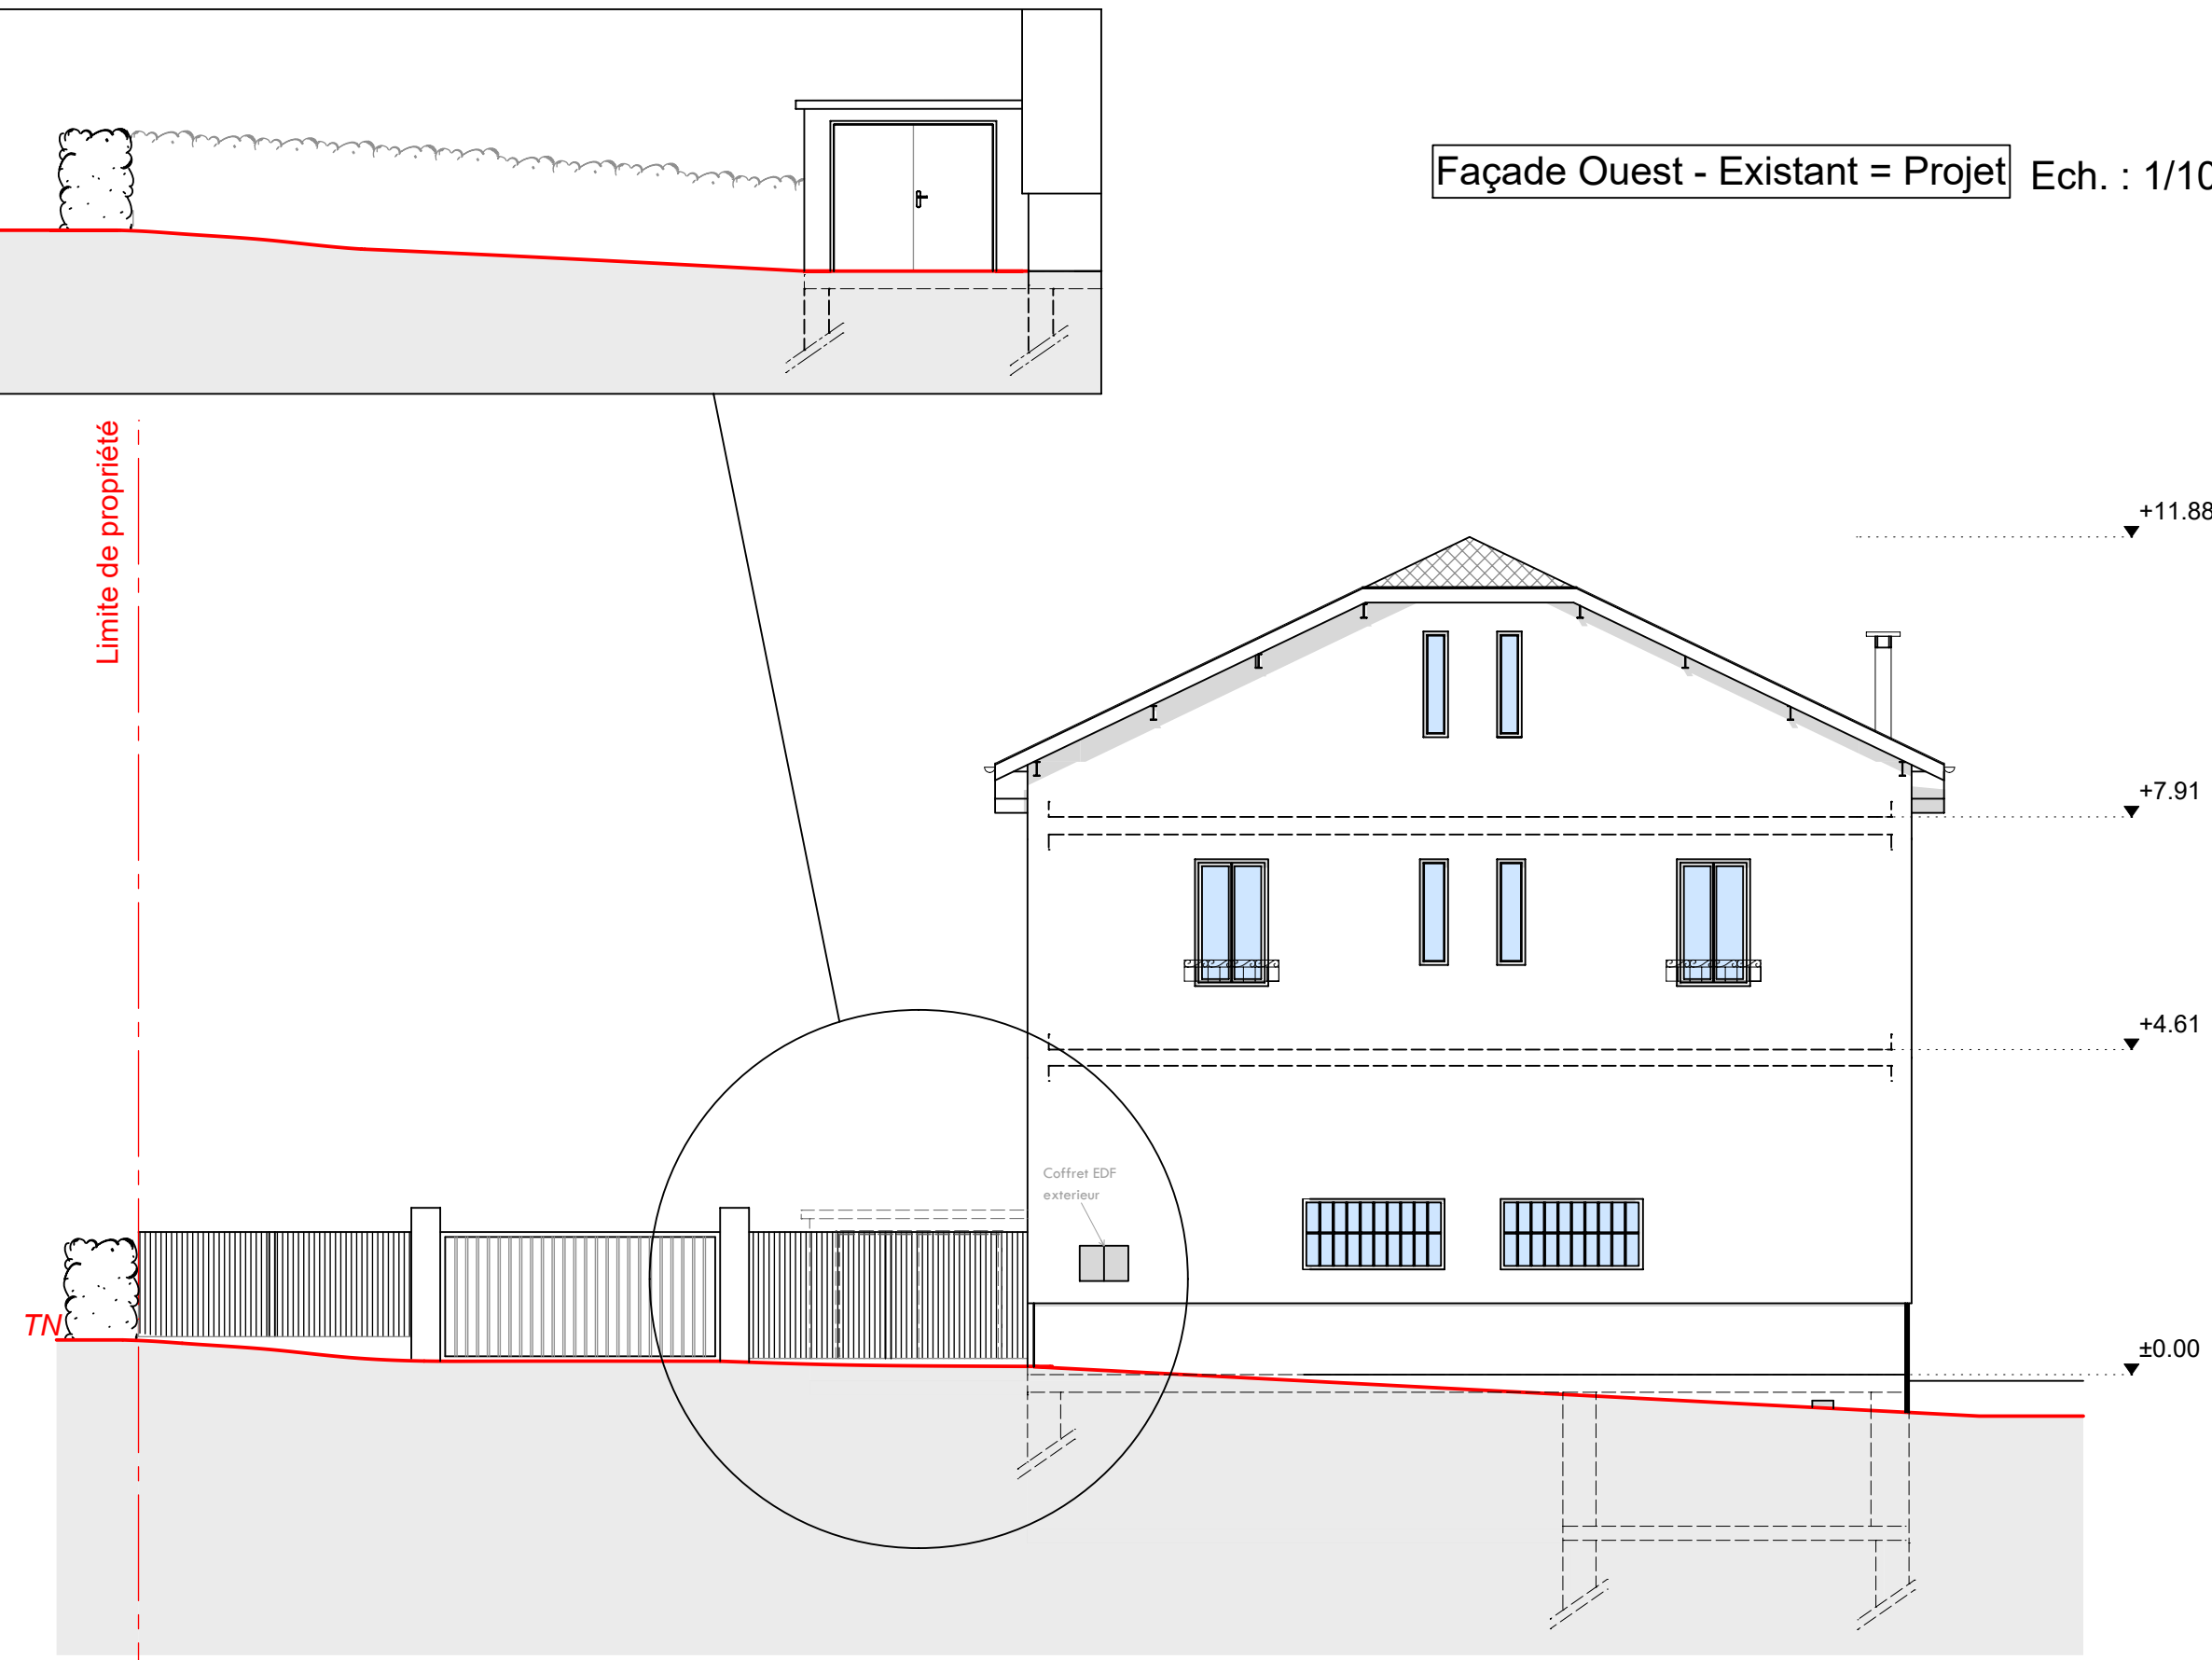 Façade Ouest - Existant = Projet
Ech. : 1/10
Limite de propriété
+11.88
+7.91
+4.61
Coffret EDF
exterieur
TN
±0.00